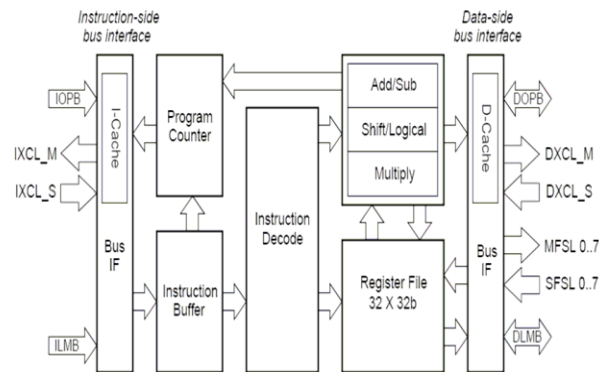 Instruction-side
bus interface
Data-side
bus interface
IOPB
IXCL_M
IXCL_S
ILMB
I-Cache
Bus
IF
Program
Counter
Instruction
Buffer
Instruction
Decode
Add/Sub
Shift/Logical
Multiply
Register File
32 X 32b
D-Cache
Bus
IF
DOPB
DXCL_M
DXCL_S
MFSL 0..7
SFSL 0..7
DLMB